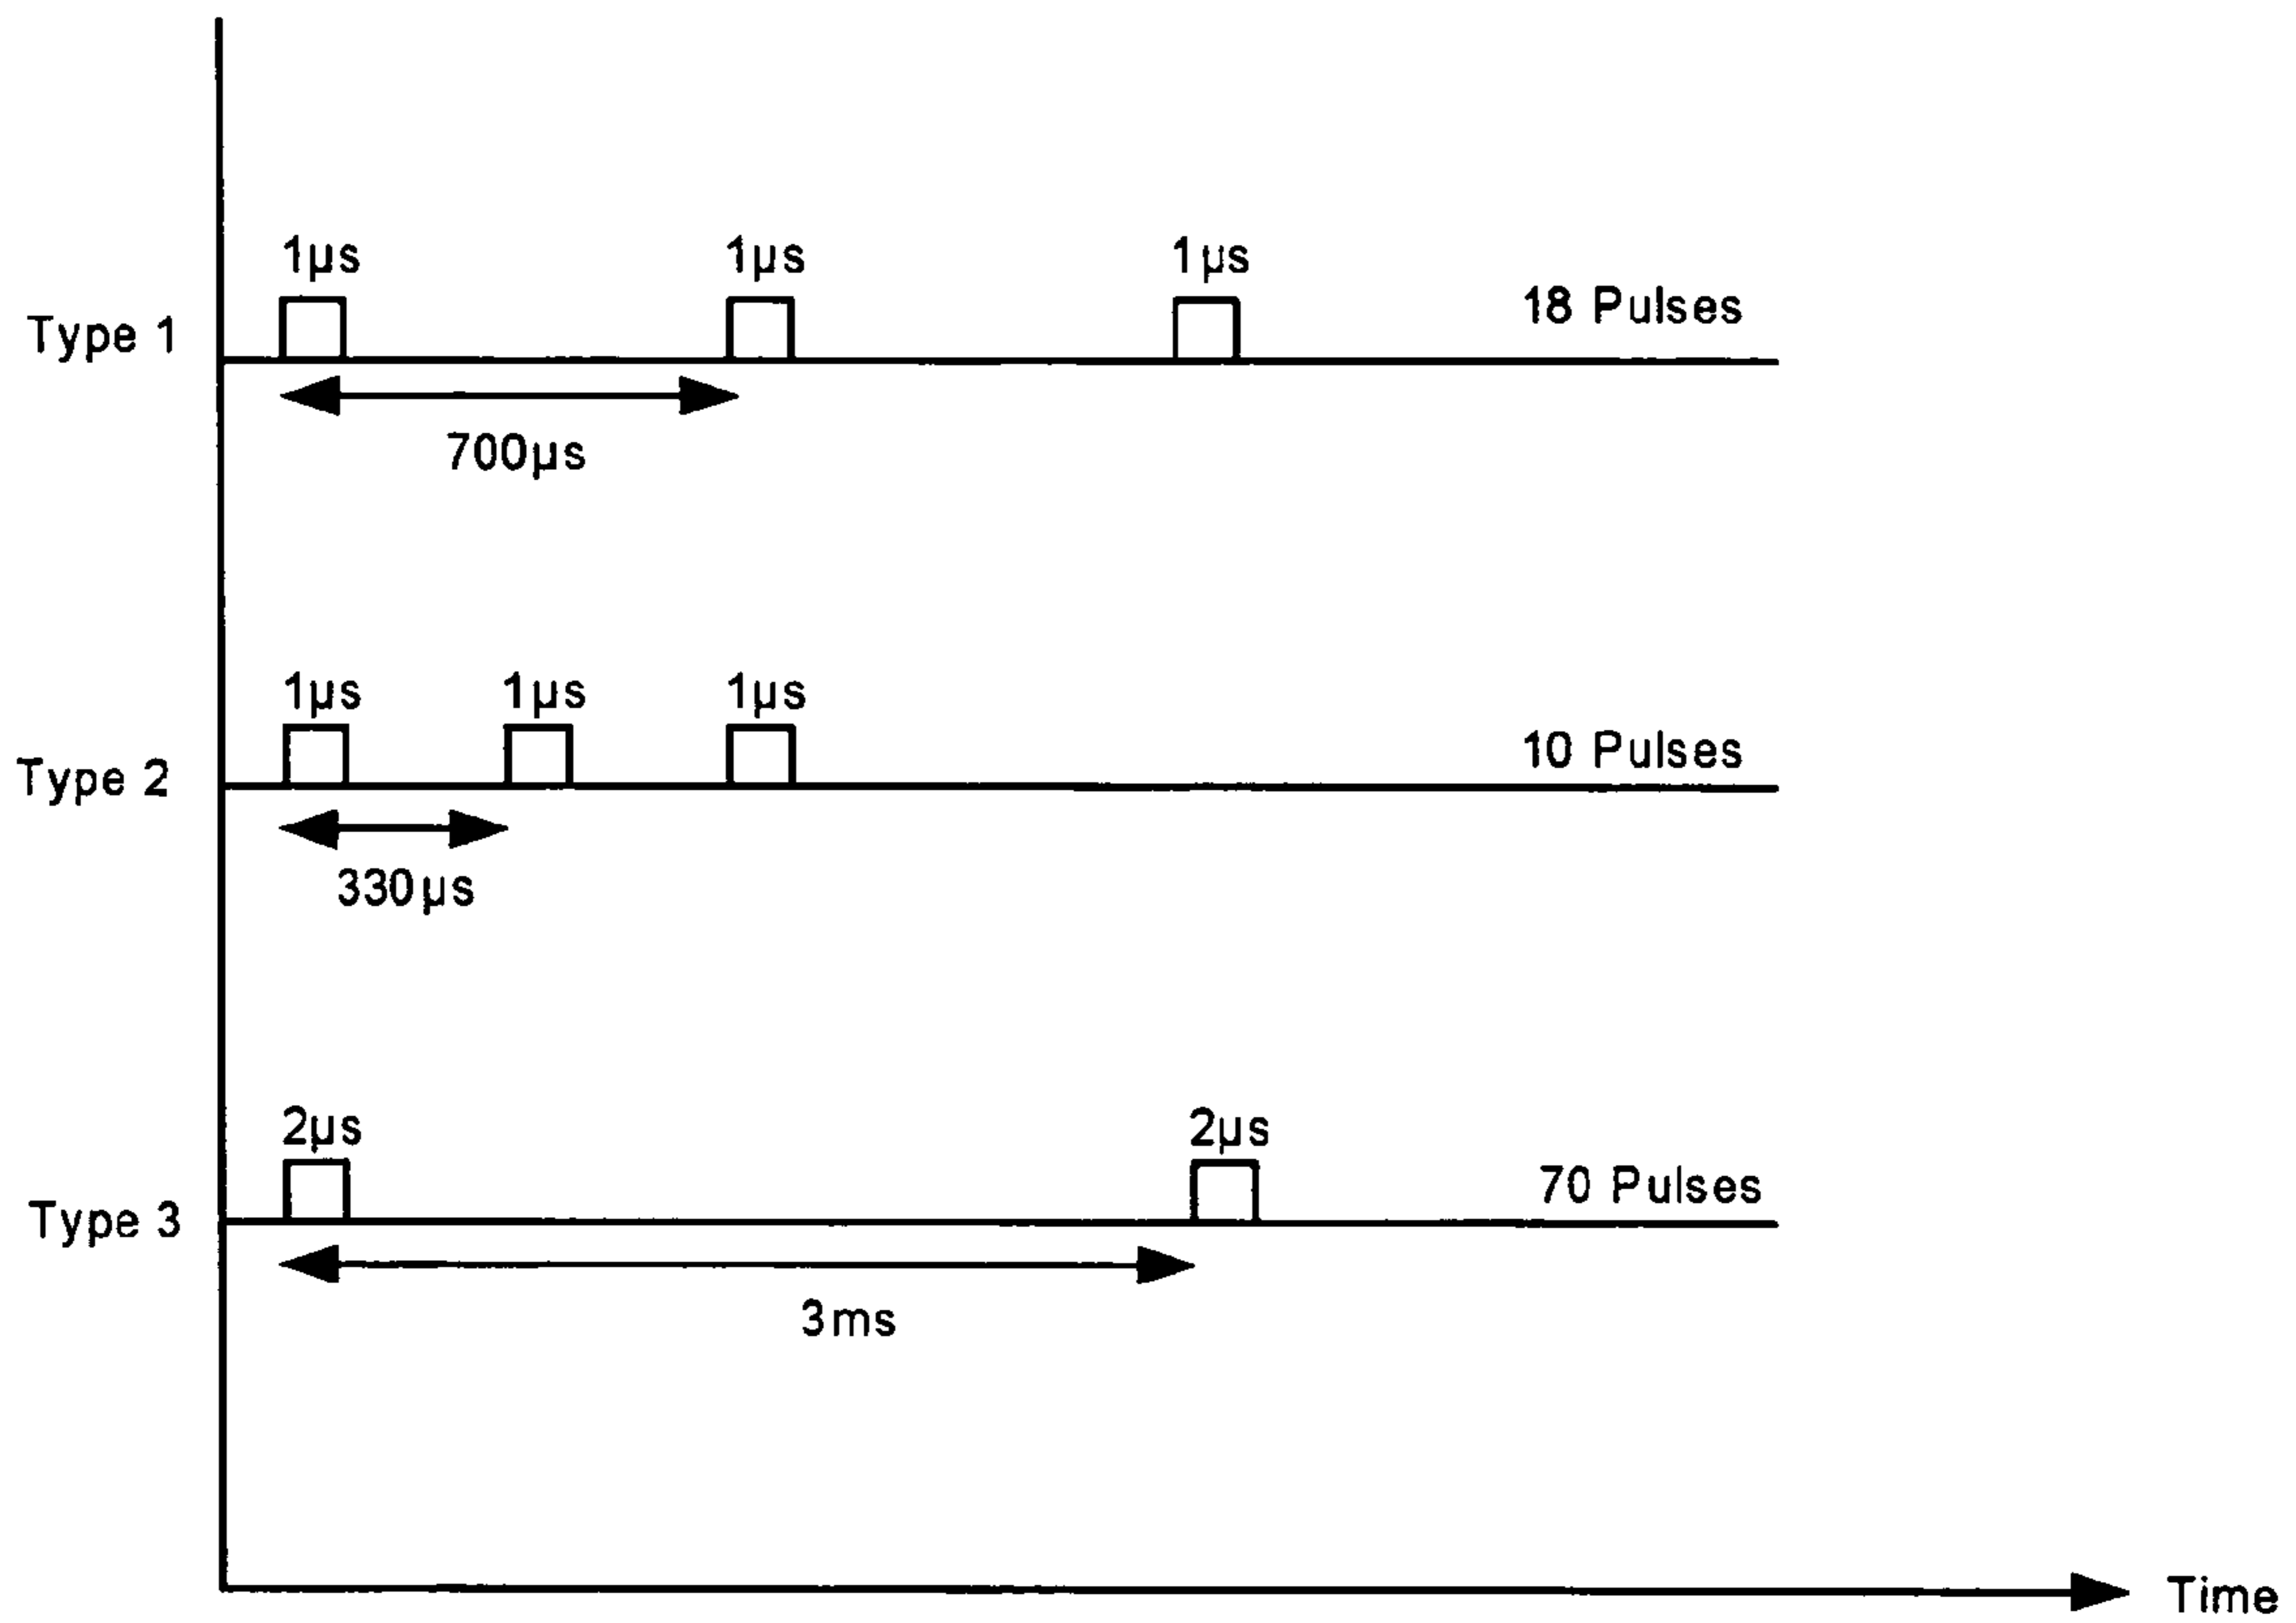 1µs 1µs 1µs
Type 1 18 Pulses
700µs
1µs 1µs 1µs
Type 2 10 Pulses
330µs
2µs 2µs
Type 3 70 Pulses
3ms
Time